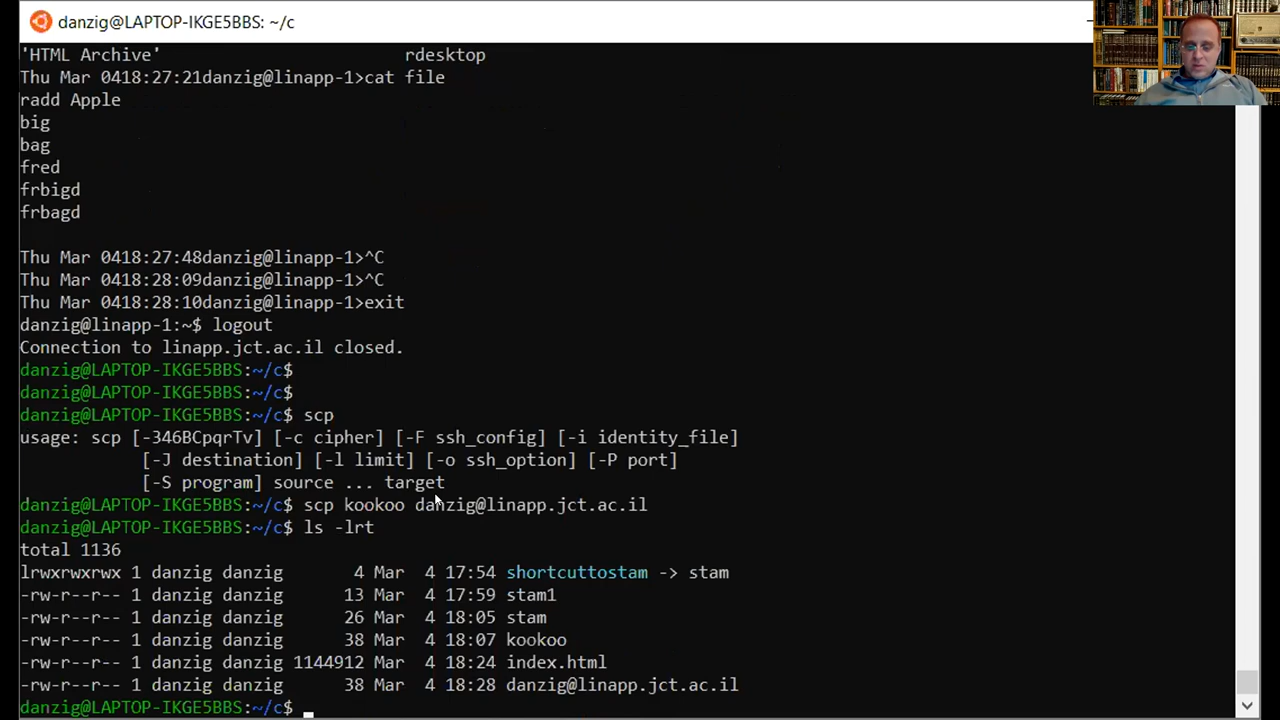 danzig@LAPTOP-IKGE5BBS: ~/c
'HTML Archive' rdesktop
Thu Mar 0418:27:21danzig@linapp-1>cat file
radd Apple
big
bag
fred
frbigd
frbagd
Thu Mar 0418:27:48danzig@linapp-1>^C
Thu Mar 0418:28:09danzig@linapp-1>^C
Thu Mar 0418:28:10danzig@linapp-1>exit
danzig@linapp-1:~$ logout
Connection to linapp.jct.ac.il closed.
danzig@LAPTOP-IKGE5BBS:~/c$
danzig@LAPTOP-IKGE5BBS:~/c$
danzig@LAPTOP-IKGE5BBS:~/c$ scp
usage: scp [-346BCpqrTv] [-c cipher] [-F ssh_config] [-i identity_file]
[-J destination] [-l limit] [-o ssh_option] [-P port]
[-S program] source ... target
danzig@LAPTOP-IKGE5BBS:~/c$ scp kookoo danzig@linapp.jct.ac.il
danzig@LAPTOP-IKGE5BBS:~/c$ ls -lrt
total 1136
lrwxrwxrwx 1 danzig danzig 4 Mar 4 17:54 shortcuttostam -> stam
-rw-r--r-- 1 danzig danzig 13 Mar 4 17:59 stam1
-rw-r--r-- 1 danzig danzig 26 Mar 4 18:05 stam
-rw-r--r-- 1 danzig danzig 38 Mar 4 18:07 kookoo
-rw-r--r-- 1 danzig danzig 1144912 Mar 4 18:24 index.html
-rw-r--r-- 1 danzig danzig 38 Mar 4 18:28 danzig@linapp.jct.ac.il
danzig@LAPTOP-IKGE5BBS:~/c$